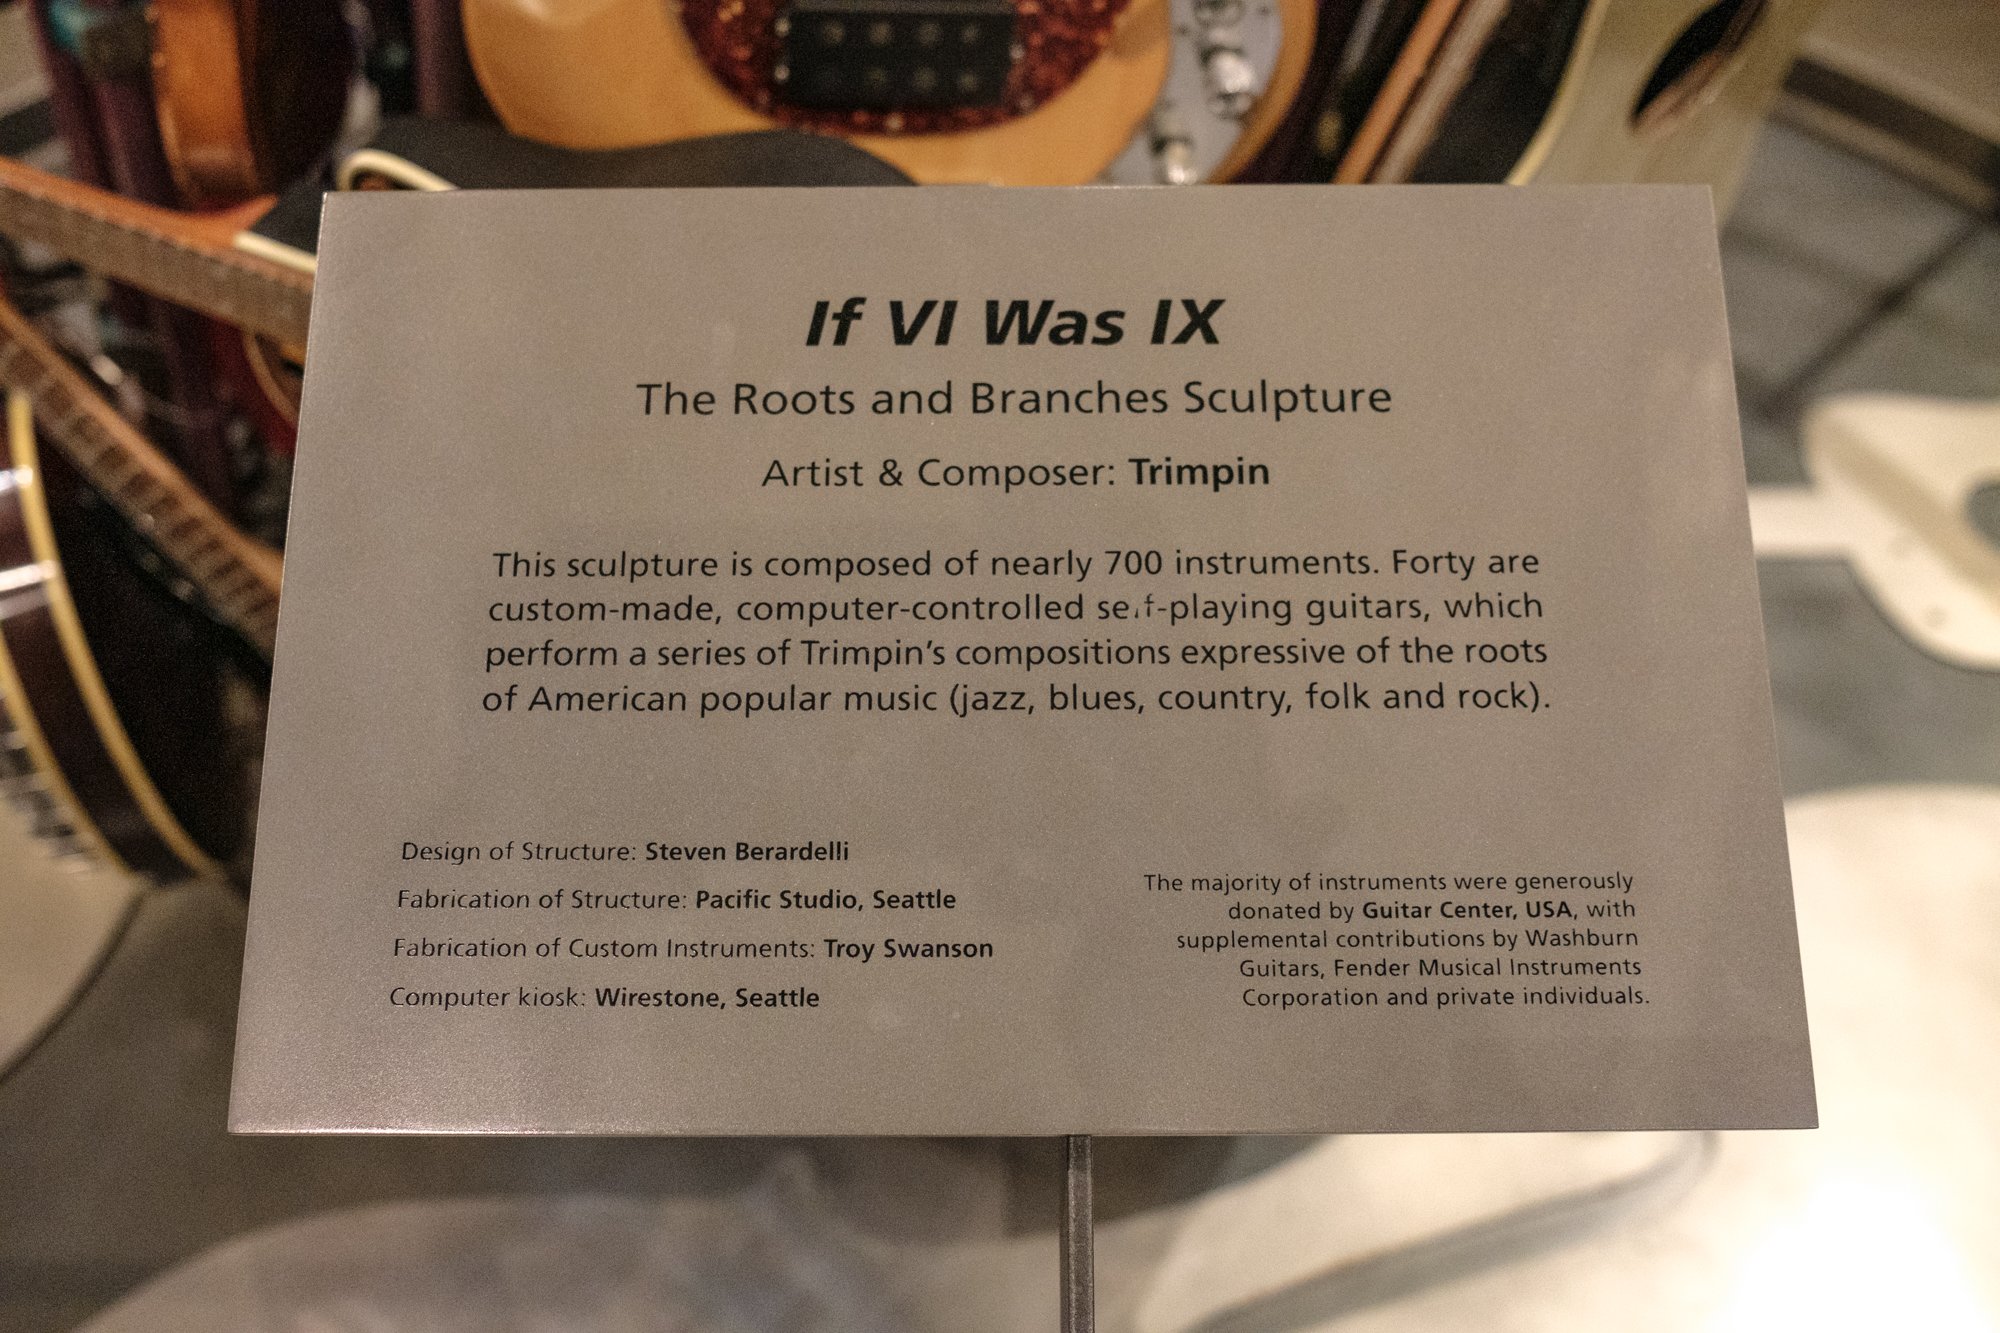 If VI Was IX
The Roots and Branches Sculpture
Artist & Composer: Trimpin
This sculpture is composed of nearly 700 instruments. Forty are
custom-made, computer-controlled self-playing guitars, which
perform a series of Trimpin's compositions expressive of the roots
of American popular music (jazz, blues, country, folk and rock).
Design of Structure: Steven Berardelli
Fabrication of Structure: Pacific Studio, Seattle
Fabrication of Custom Instruments: Troy Swanson
Computer kiosk: Wirestone, Seattle
The majority of instruments were generously
donated by Guitar Center, USA, with
supplemental contributions by Washburn
Guitars, Fender Musical Instruments
Corporation and private individuals.